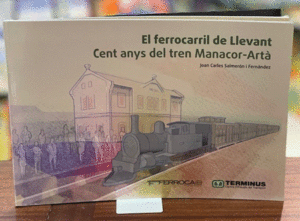 El ferrocarril de Llevant
Cent anys del tren Manacor-Artà
Joan Carles Salmerón i Fernández
TERMINUS